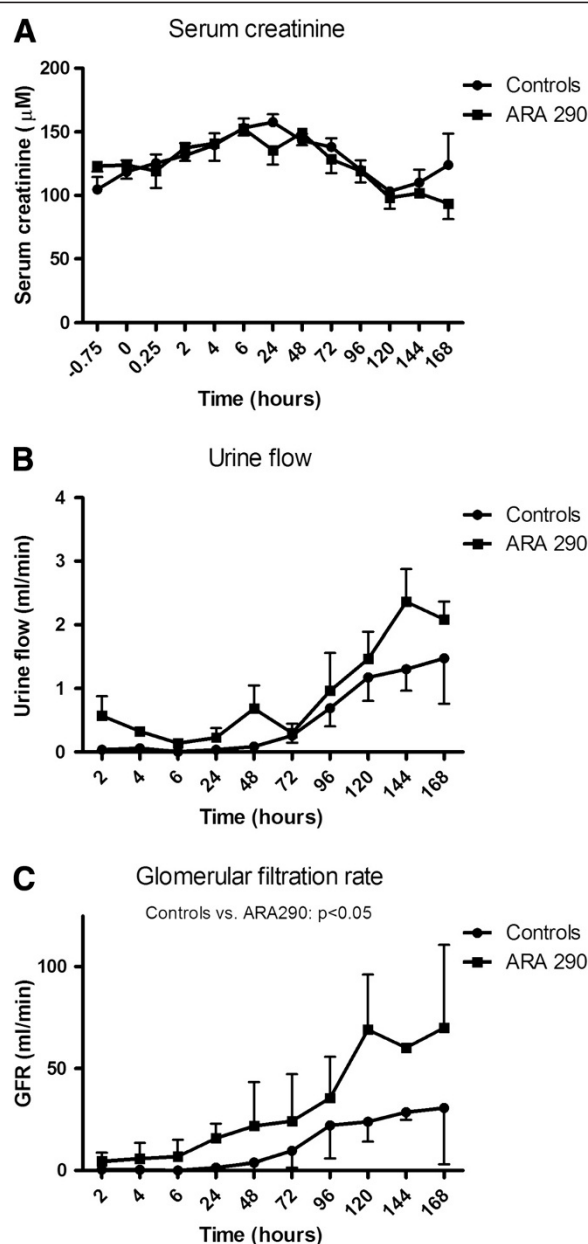 A
Serum creatinine
Serum creatinine ( μM)
200
150
100
50
0
-0.75
0
0.25
2
4
6
24
48
72
96
120
144
168
Time (hours)
Controls
ARA 290
B
Urine flow
Urine flow (ml/min)
4
3
2
1
0
2
4
6
24
48
72
96
120
144
168
Time (hours)
Controls
ARA 290
C
Glomerular filtration rate
Controls vs. ARA290: p<0.05
GFR (ml/min)
100
50
0
2
4
6
24
48
72
96
120
144
168
Time (hours)
Controls
ARA 290